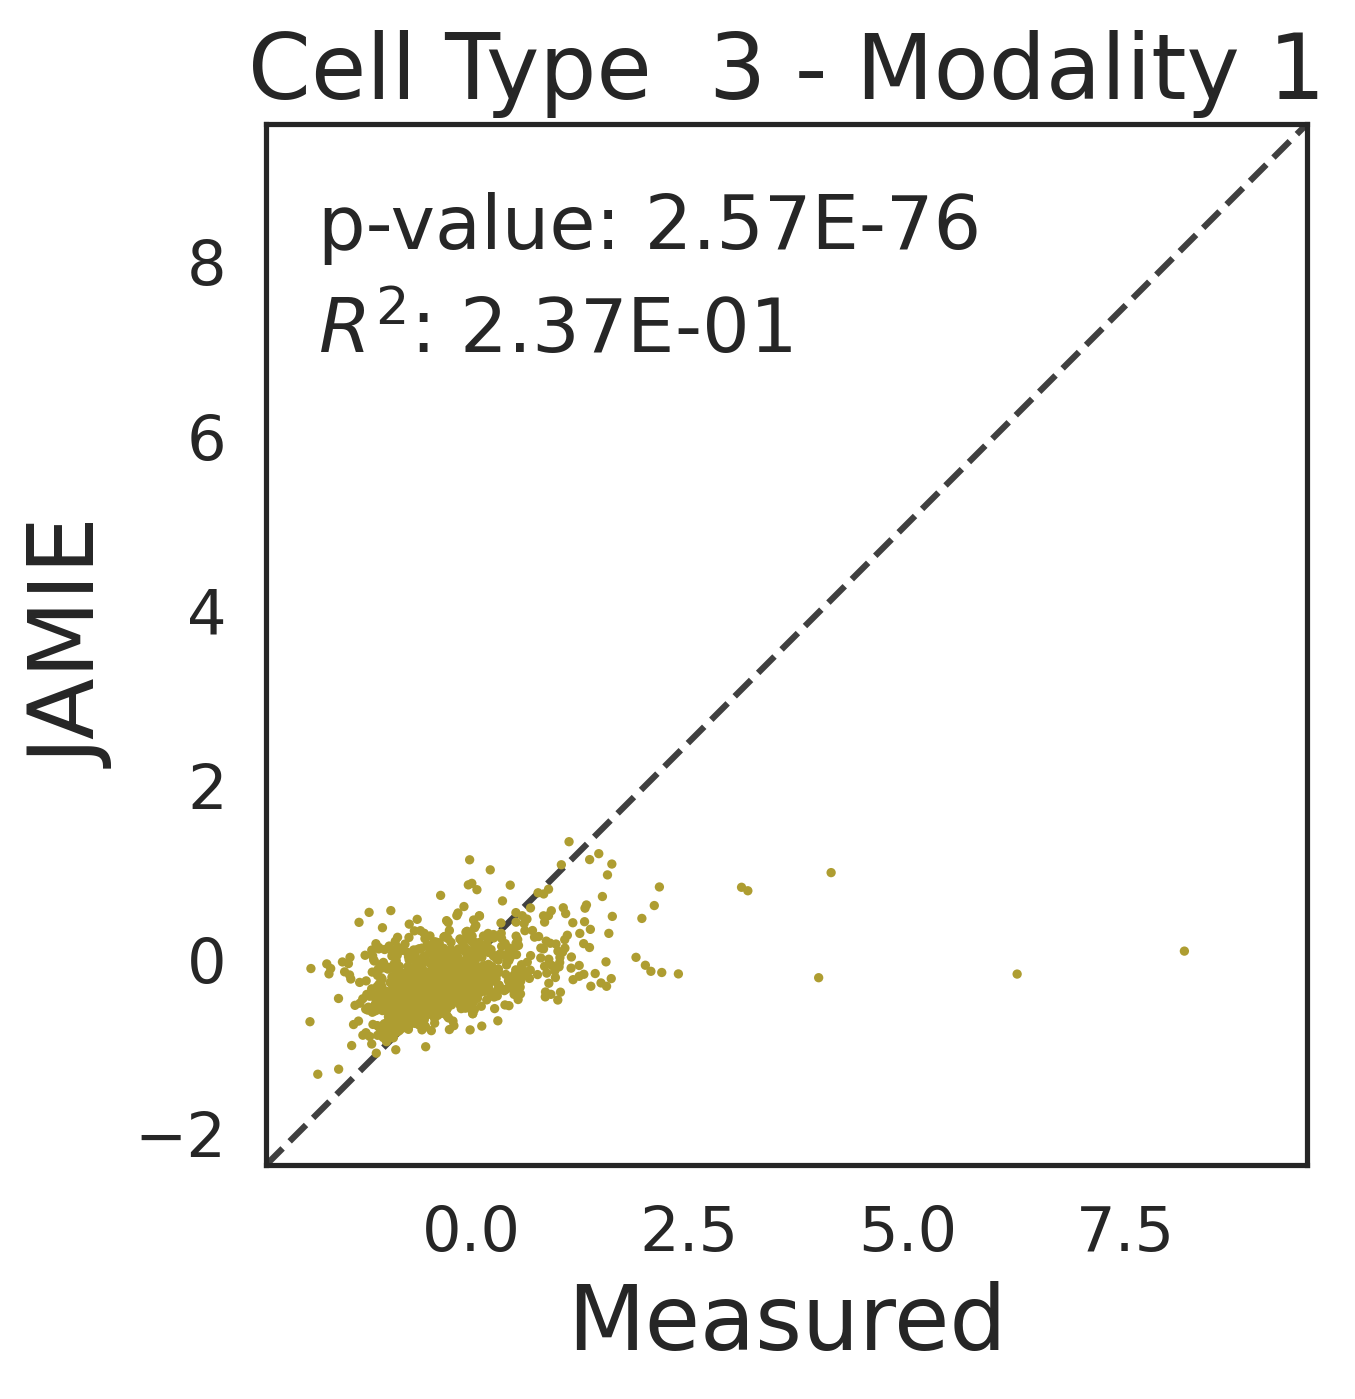 Cell Type  3 - Modality 1
p-value: 2.57E-76
R²: 2.37E-01
8
6
4
2
0
−2
JAMIE
0.0 2.5 5.0 7.5
Measured